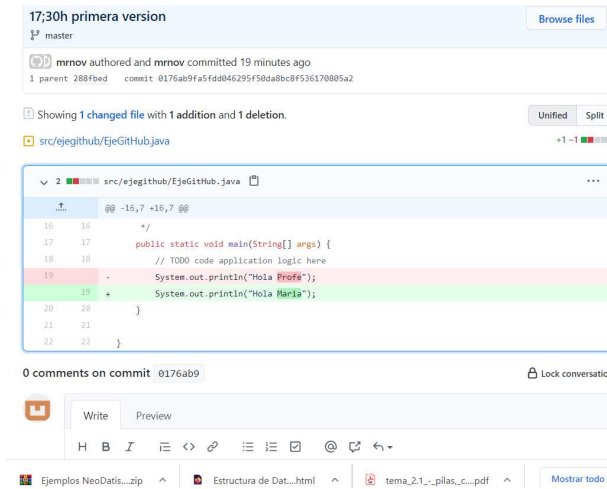 17;30h primera version
Browse files
master
mrnov authored and mrnov committed 19 minutes ago
1 parent 288fbed commit 0176ab9fa5fdd046295f50da8bc8f536170805a2
Showing 1 changed file with 1 addition and 1 deletion.
Unified Split
src/ejegithub/EjeGitHub.java
+1 −1
2 src/ejegithub/EjeGitHub.java ...
@@ -16,7 +16,7 @@
16 16 */
17 17 public static void main(String[] args) {
18 18 // TODO code application logic here
19 - System.out.println("Hola Profe");
19 + System.out.println("Hola Maria");
20 20 }
21 21
22 22 }
0 comments on commit 0176ab9
Lock conversatio
Write Preview
H B I @
Ejemplos NeoDatis....zip
Estructura de Dat....html
tema_2.1_-_pilas,_c....pdf
Mostrar todo